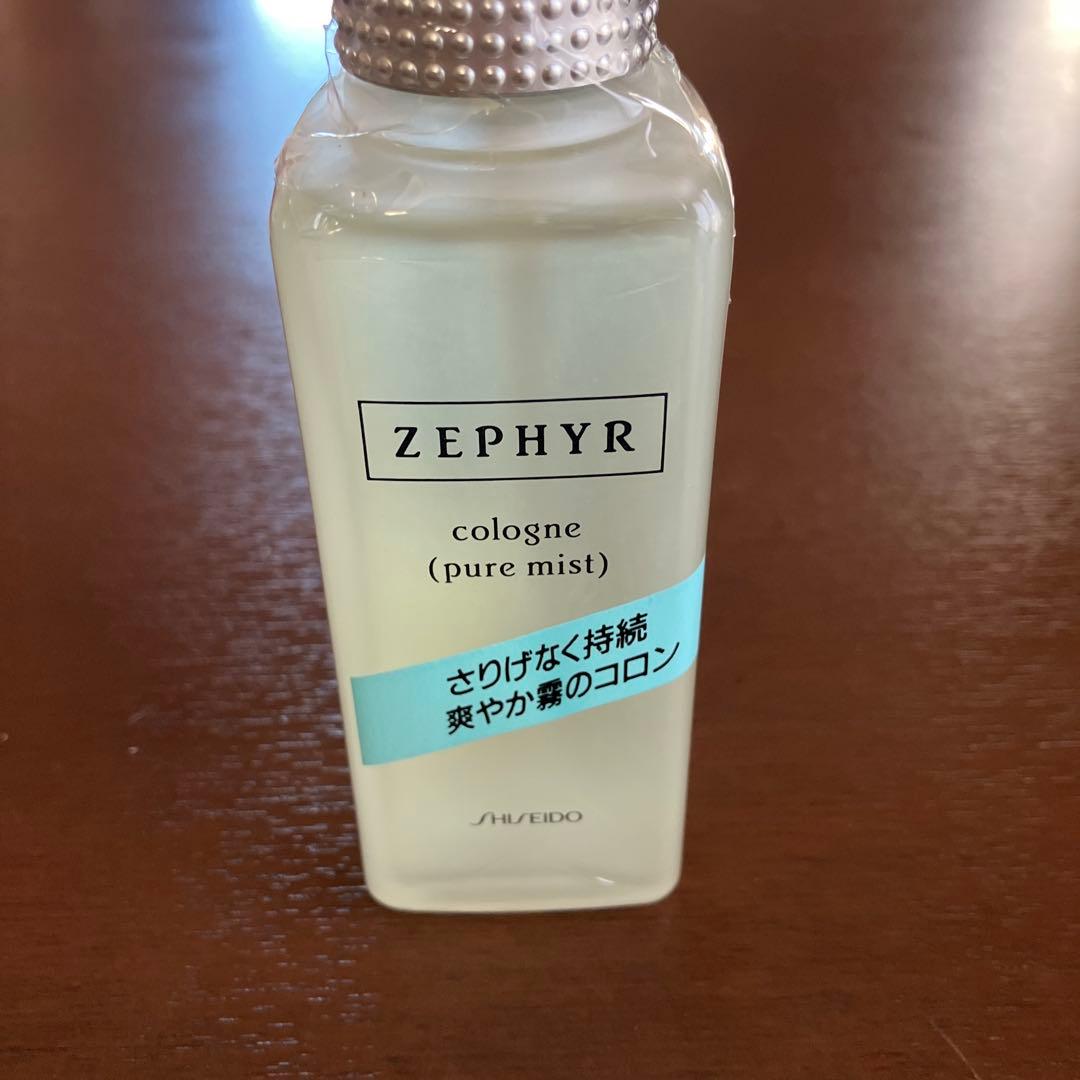 ZEPHYR
cologne
(pure mist)
さりげなく持続
爽やか霧のコロン
SHISEIDO